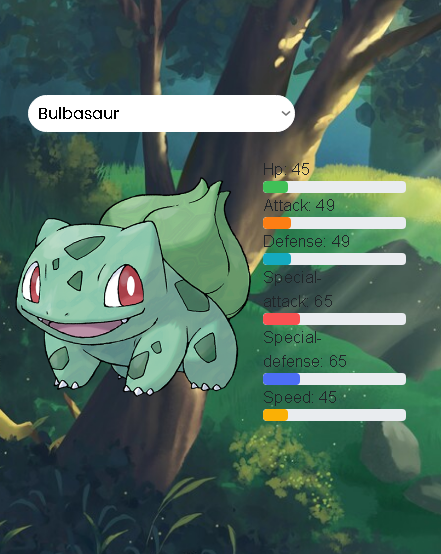 Bulbasaur
Hp: 45
Attack: 49
Defense: 49
Special-
attack: 65
Special-
defense: 65
Speed: 45